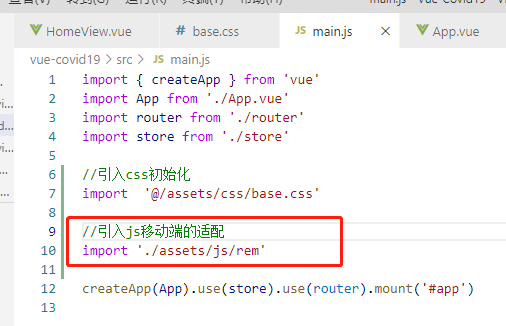 HomeView.vue base.css main.js × App.vue
vue-covid19 > src > main.js
1 import { createApp } from 'vue'
2 import App from './App.vue'
3 import router from './router'
4 import store from './store'
5
6 //引入css初始化
7 import  '@/assets/css/base.css'
8
9 //引入js移动端的适配
10 import './assets/js/rem'
11
12 createApp(App).use(store).use(router).mount('#app')
13